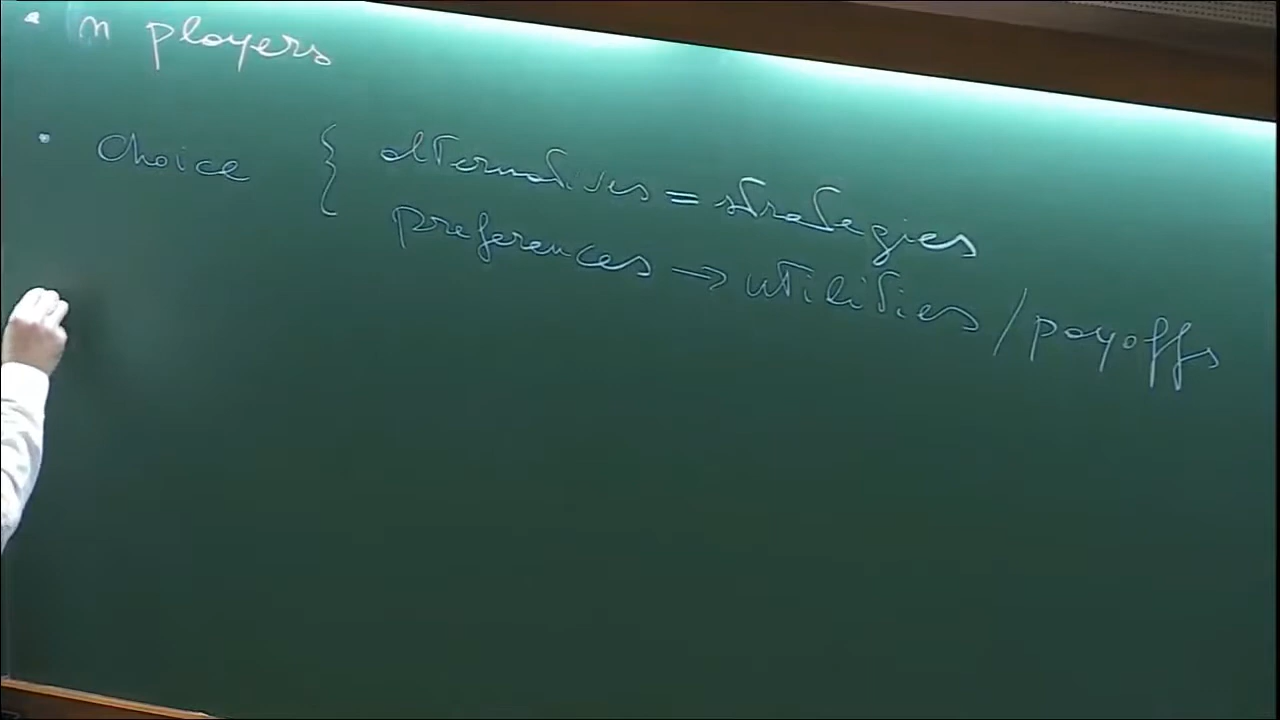 • n players
• choice { alternatives = strategies
preferences → utilities / payoffs